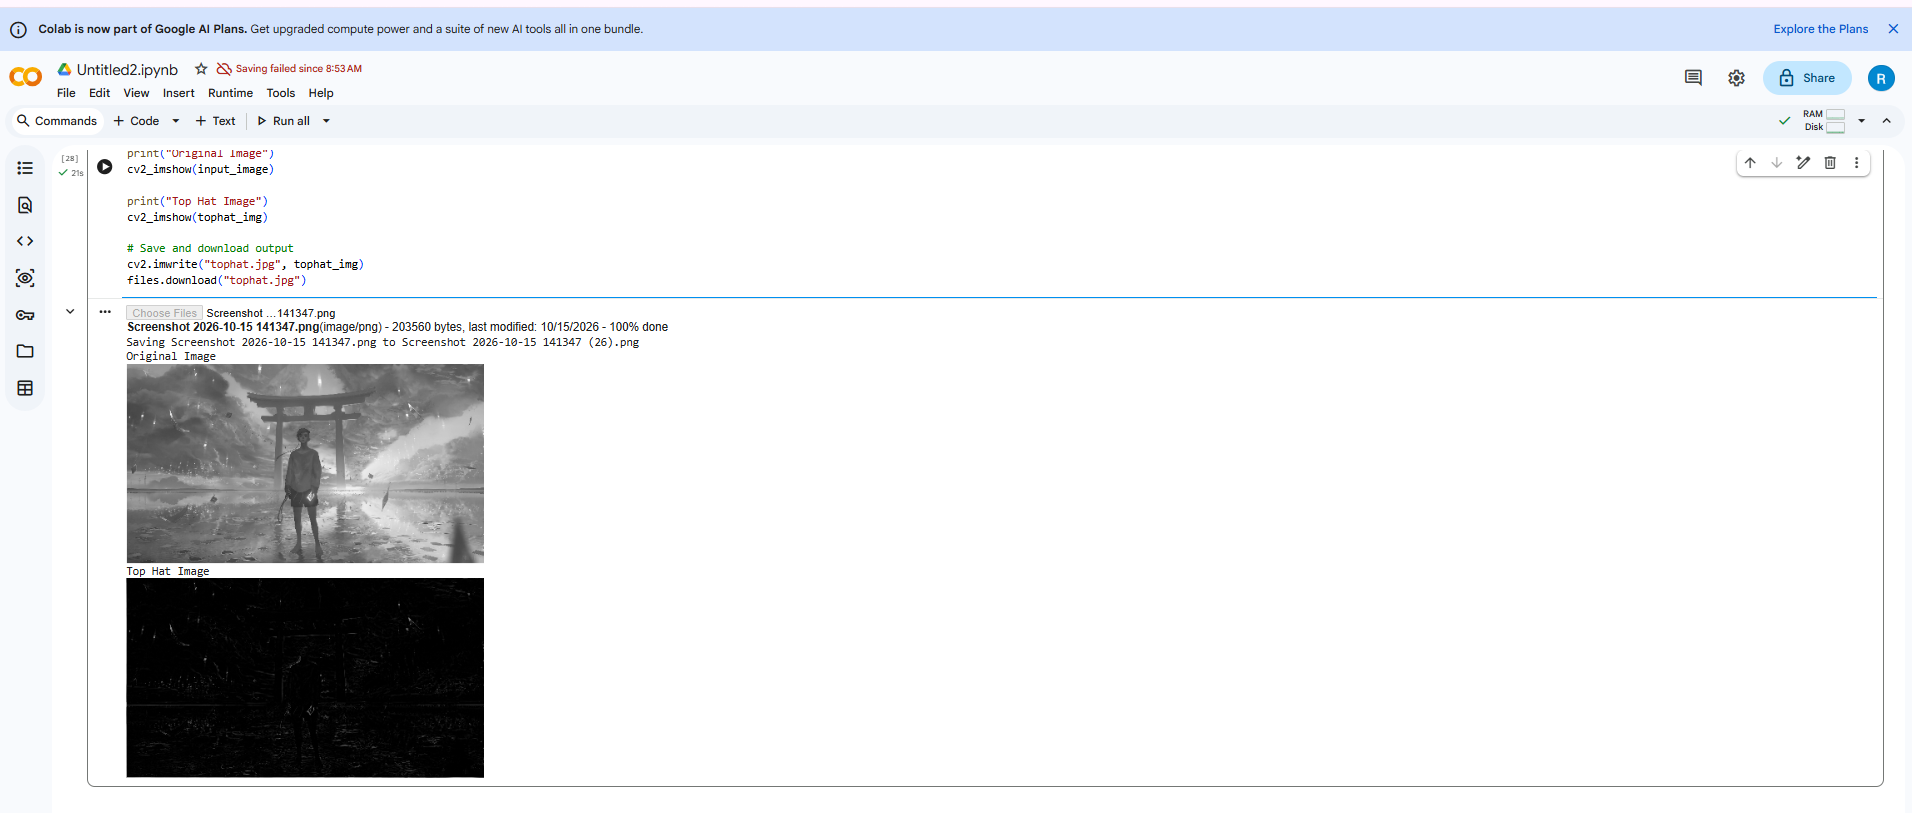 Colab is now part of Google AI Plans. Get upgraded compute power and a suite of new AI tools all in one bundle.
Explore the Plans
Untitled2.ipynb
Saving failed since 8:53 AM
File Edit View Insert Runtime Tools Help
Share
R
Commands + Code + Text Run all
RAM
Disk
[28]
21s
print("Original Image")
cv2_imshow(input_image)
print("Top Hat Image")
cv2_imshow(tophat_img)
# Save and download output
cv2.imwrite("tophat.jpg", tophat_img)
files.download("tophat.jpg")
Choose Files Screenshot ...141347.png
Screenshot 2026-10-15 141347.png(image/png) - 203560 bytes, last modified: 10/15/2026 - 100% done
Saving Screenshot 2026-10-15 141347.png to Screenshot 2026-10-15 141347 (26).png
Original Image
Top Hat Image